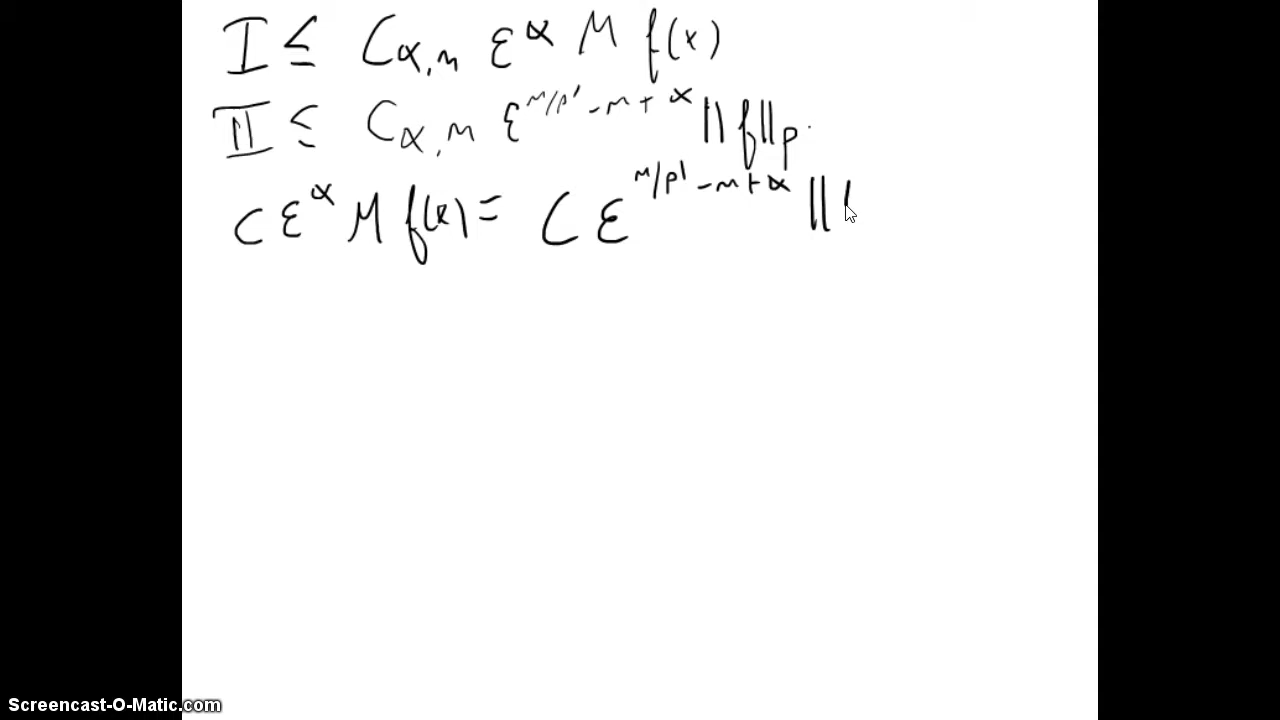 I ≤ C_{α,n} ε^α M f(x)
II ≤ C_{α,n} ε^{n/p' - n + α} ||f||_p.
C ε^α M f(x) = C ε^{n/p' - n + α} ||
Screencast-O-Matic.com